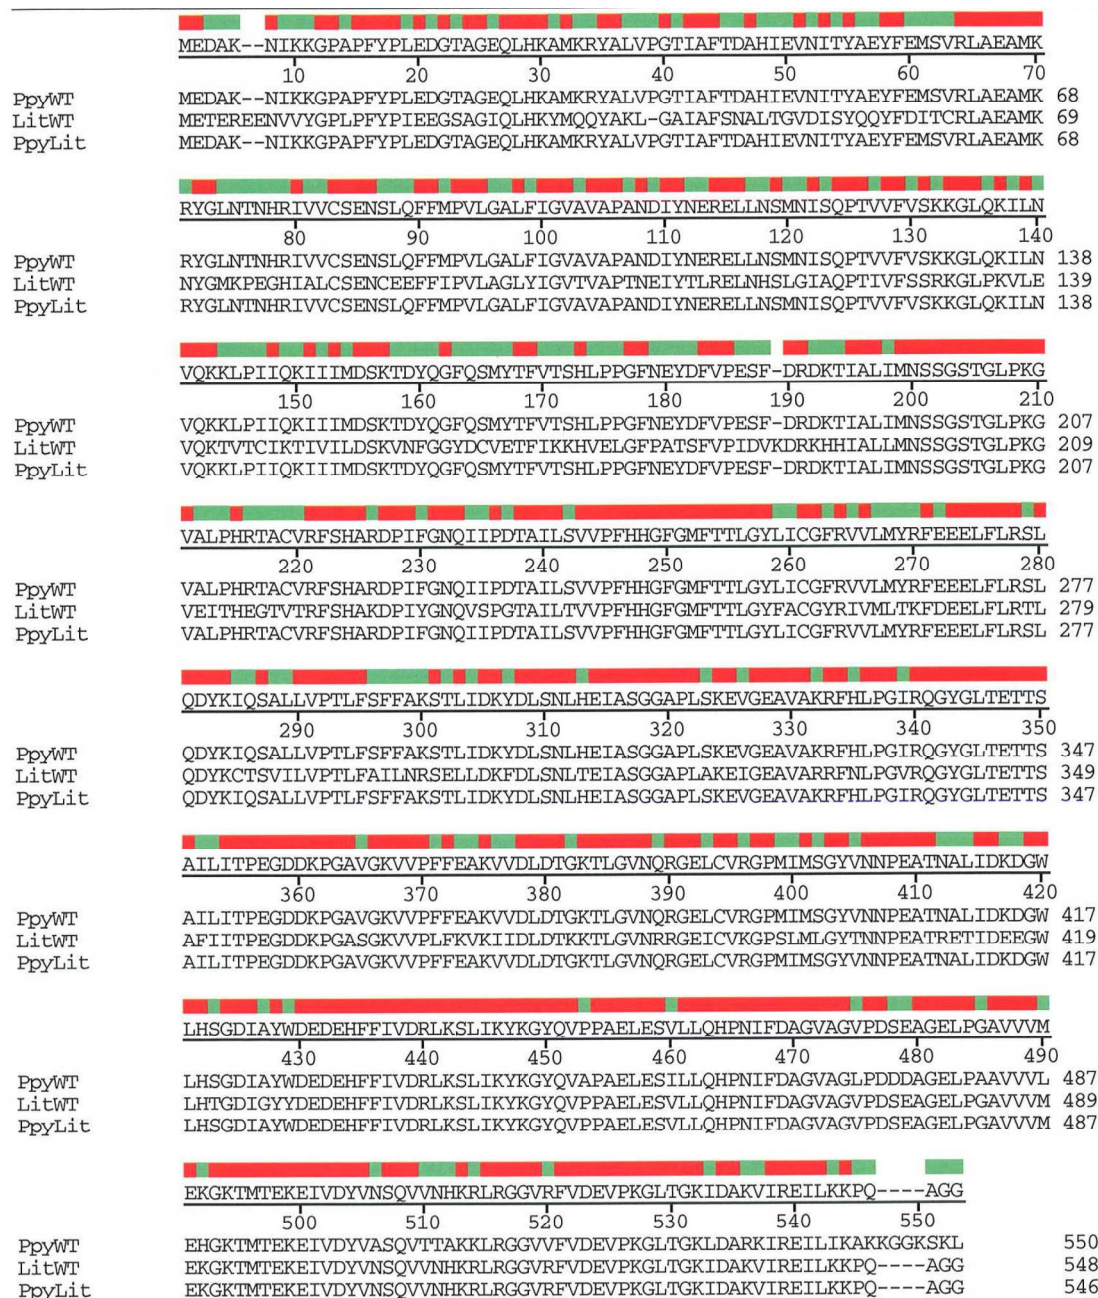 MEDAK--NIKKGPAPFYPLEDGTAGEQLHKAMKRYALVPGTIAFTDAHIEVNITYAEYFEMSVRLAEAMK
10 20 30 40 50 60 70
PpyWT MEDAK--NIKKGPAPFYPLEDGTAGEQLHKAMKRYALVPGTIAFTDAHIEVNITYAEYFEMSVRLAEAMK 68
LitWT METEREENVVYGPLPFYPIEEGSAGIQLHKYMQQYAKL-GAIAFSNALTGVDISYQQYFDITCRLAEAMK 69
PpyLit MEDAK--NIKKGPAPFYPLEDGTAGEQLHKAMKRYALVPGTIAFTDAHIEVNITYAEYFEMSVRLAEAMK 68
RYGLNTNHRIVVCSENSLQFFMPVLGALFIGVAVAPANDIYNERELLNSMNISQPTVVFVSKKGLQKILN
80 90 100 110 120 130 140
PpyWT RYGLNTNHRIVVCSENSLQFFMPVLGALFIGVAVAPANDIYNERELLNSMNISQPTVVFVSKKGLQKILN 138
LitWT NYGMKPEGHIALCSENCEEFFIPVLAGLYIGVTVAPTNEIYTLRELNHSLGIAQPTIVFSSRKGLPKVLE 139
PpyLit RYGLNTNHRIVVCSENSLQFFMPVLGALFIGVAVAPANDIYNERELLNSMNISQPTVVFVSKKGLQKILN 138
VQKKLPIIQKIIIMDSKTDYQGFQSMYTFVTSHLPPGFNEYDFVPESF-DRDKTIALIMNSSGSTGLPKG
150 160 170 180 190 200 210
PpyWT VQKKLPIIQKIIIMDSKTDYQGFQSMYTFVTSHLPPGFNEYDFVPESF-DRDKTIALIMNSSGSTGLPKG 207
LitWT VQKTVTCIKTIVILDSKVNFGGYDCVETFIKKHVELGFPATSFVPIDVKDRKHHIALLMNSSGSTGLPKG 209
PpyLit VQKKLPIIQKIIIMDSKTDYQGFQSMYTFVTSHLPPGFNEYDFVPESF-DRDKTIALIMNSSGSTGLPKG 207
VALPHRTACVRFSHARDPIFGNQIIPDTAILSVVPFHHGFGMFTTLGYLICGFRVVLMYRFEEELFLRSL
220 230 240 250 260 270 280
PpyWT VALPHRTACVRFSHARDPIFGNQIIPDTAILSVVPFHHGFGMFTTLGYLICGFRVVLMYRFEEELFLRSL 277
LitWT VEITHEGTVTRFSHAKDPIYGNQVSPGTAILTVVPFHHGFGMFTTLGYFACGYRIVMLTKFDEELFLRTL 279
PpyLit VALPHRTACVRFSHARDPIFGNQIIPDTAILSVVPFHHGFGMFTTLGYLICGFRVVLMYRFEEELFLRSL 277
QDYKIQSALLVPTLFSFFAKSTLIDKYDLSNLHEIASGGAPLSKEVGEAVAKRFHLPGIRQGYGLTETTS
290 300 310 320 330 340 350
PpyWT QDYKIQSALLVPTLFSFFAKSTLIDKYDLSNLHEIASGGAPLSKEVGEAVAKRFHLPGIRQGYGLTETTS 347
LitWT QDYKCTSVILVPTLFAILNRSELLDKFDLSNLTEIASGGAPLAKEIGEAVARRFNLPGVRQGYGLTETTS 349
PpyLit QDYKIQSALLVPTLFSFFAKSTLIDKYDLSNLHEIASGGAPLSKEVGEAVAKRFHLPGIRQGYGLTETTS 347
AILITPEGDDKPGAVGKVVPFFEAKVVDLDTGKTLGVNQRGELCVRGPMIMSGYVNNPEATNALIDKDGW
360 370 380 390 400 410 420
PpyWT AILITPEGDDKPGAVGKVVPFFEAKVVDLDTGKTLGVNQRGELCVRGPMIMSGYVNNPEATNALIDKDGW 417
LitWT AFIITPEGDDKPGASGKVVPLFKVKIIDLDTKKTLGVNRRGEICVKGPSLMLGYTNNPEATRETIDEEGW 419
PpyLit AILITPEGDDKPGAVGKVVPFFEAKVVDLDTGKTLGVNQRGELCVRGPMIMSGYVNNPEATNALIDKDGW 417
LHSGDIAYWDEDEHFFIVDRLKSLIKYKGYQVPPAELESVLLQHPNIFDAGVAGVPDSEAGELPGAVVVM
430 440 450 460 470 480 490
PpyWT LHSGDIAYWDEDEHFFIVDRLKSLIKYKGYQVAPAELESILLQHPNIFDAGVAGLPDDDAGELPAAVVVL 487
LitWT LHTGDIGYYDEDEHFFIVDRLKSLIKYKGYQVPPAELESVLLQHPNIFDAGVAGVPDSEAGELPGAVVVM 489
PpyLit LHSGDIAYWDEDEHFFIVDRLKSLIKYKGYQVPPAELESVLLQHPNIFDAGVAGVPDSEAGELPGAVVVM 487
EKGKTMTEKEIVDYVNSQVVNHKRLRGGVRFVDEVPKGLTGKIDAKVIREILKKPQ----AGG
500 510 520 530 540 550
PpyWT EHGKTMTEKEIVDYVASQVTTAKKLRGGVVFVDEVPKGLTGKLDARKIREILIKAKKGGKSKL 550
LitWT EKGKTMTEKEIVDYVNSQVVNHKRLRGGVRFVDEVPKGLTGKIDAKVIREILKKPQ----AGG 548
PpyLit EKGKTMTEKEIVDYVNSQVVNHKRLRGGVRFVDEVPKGLTGKIDAKVIREILKKPQ----AGG 546